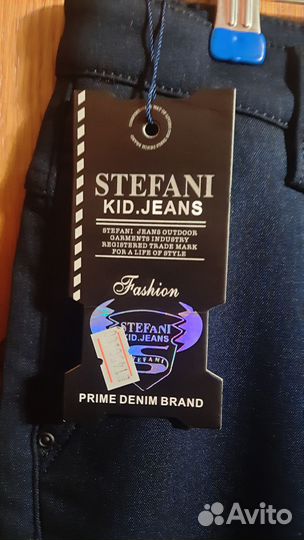 STEFANI
KID.JEANS
STEFANI JEANS OUTDOOR
GARMENTS INDUSTRY
REGISTERED TRADE MARK
FOR A LIFE OF STYLE
Fashion
STEFANI
KID.JEANS
STEFANI
PRIME DENIM BRAND
Avito